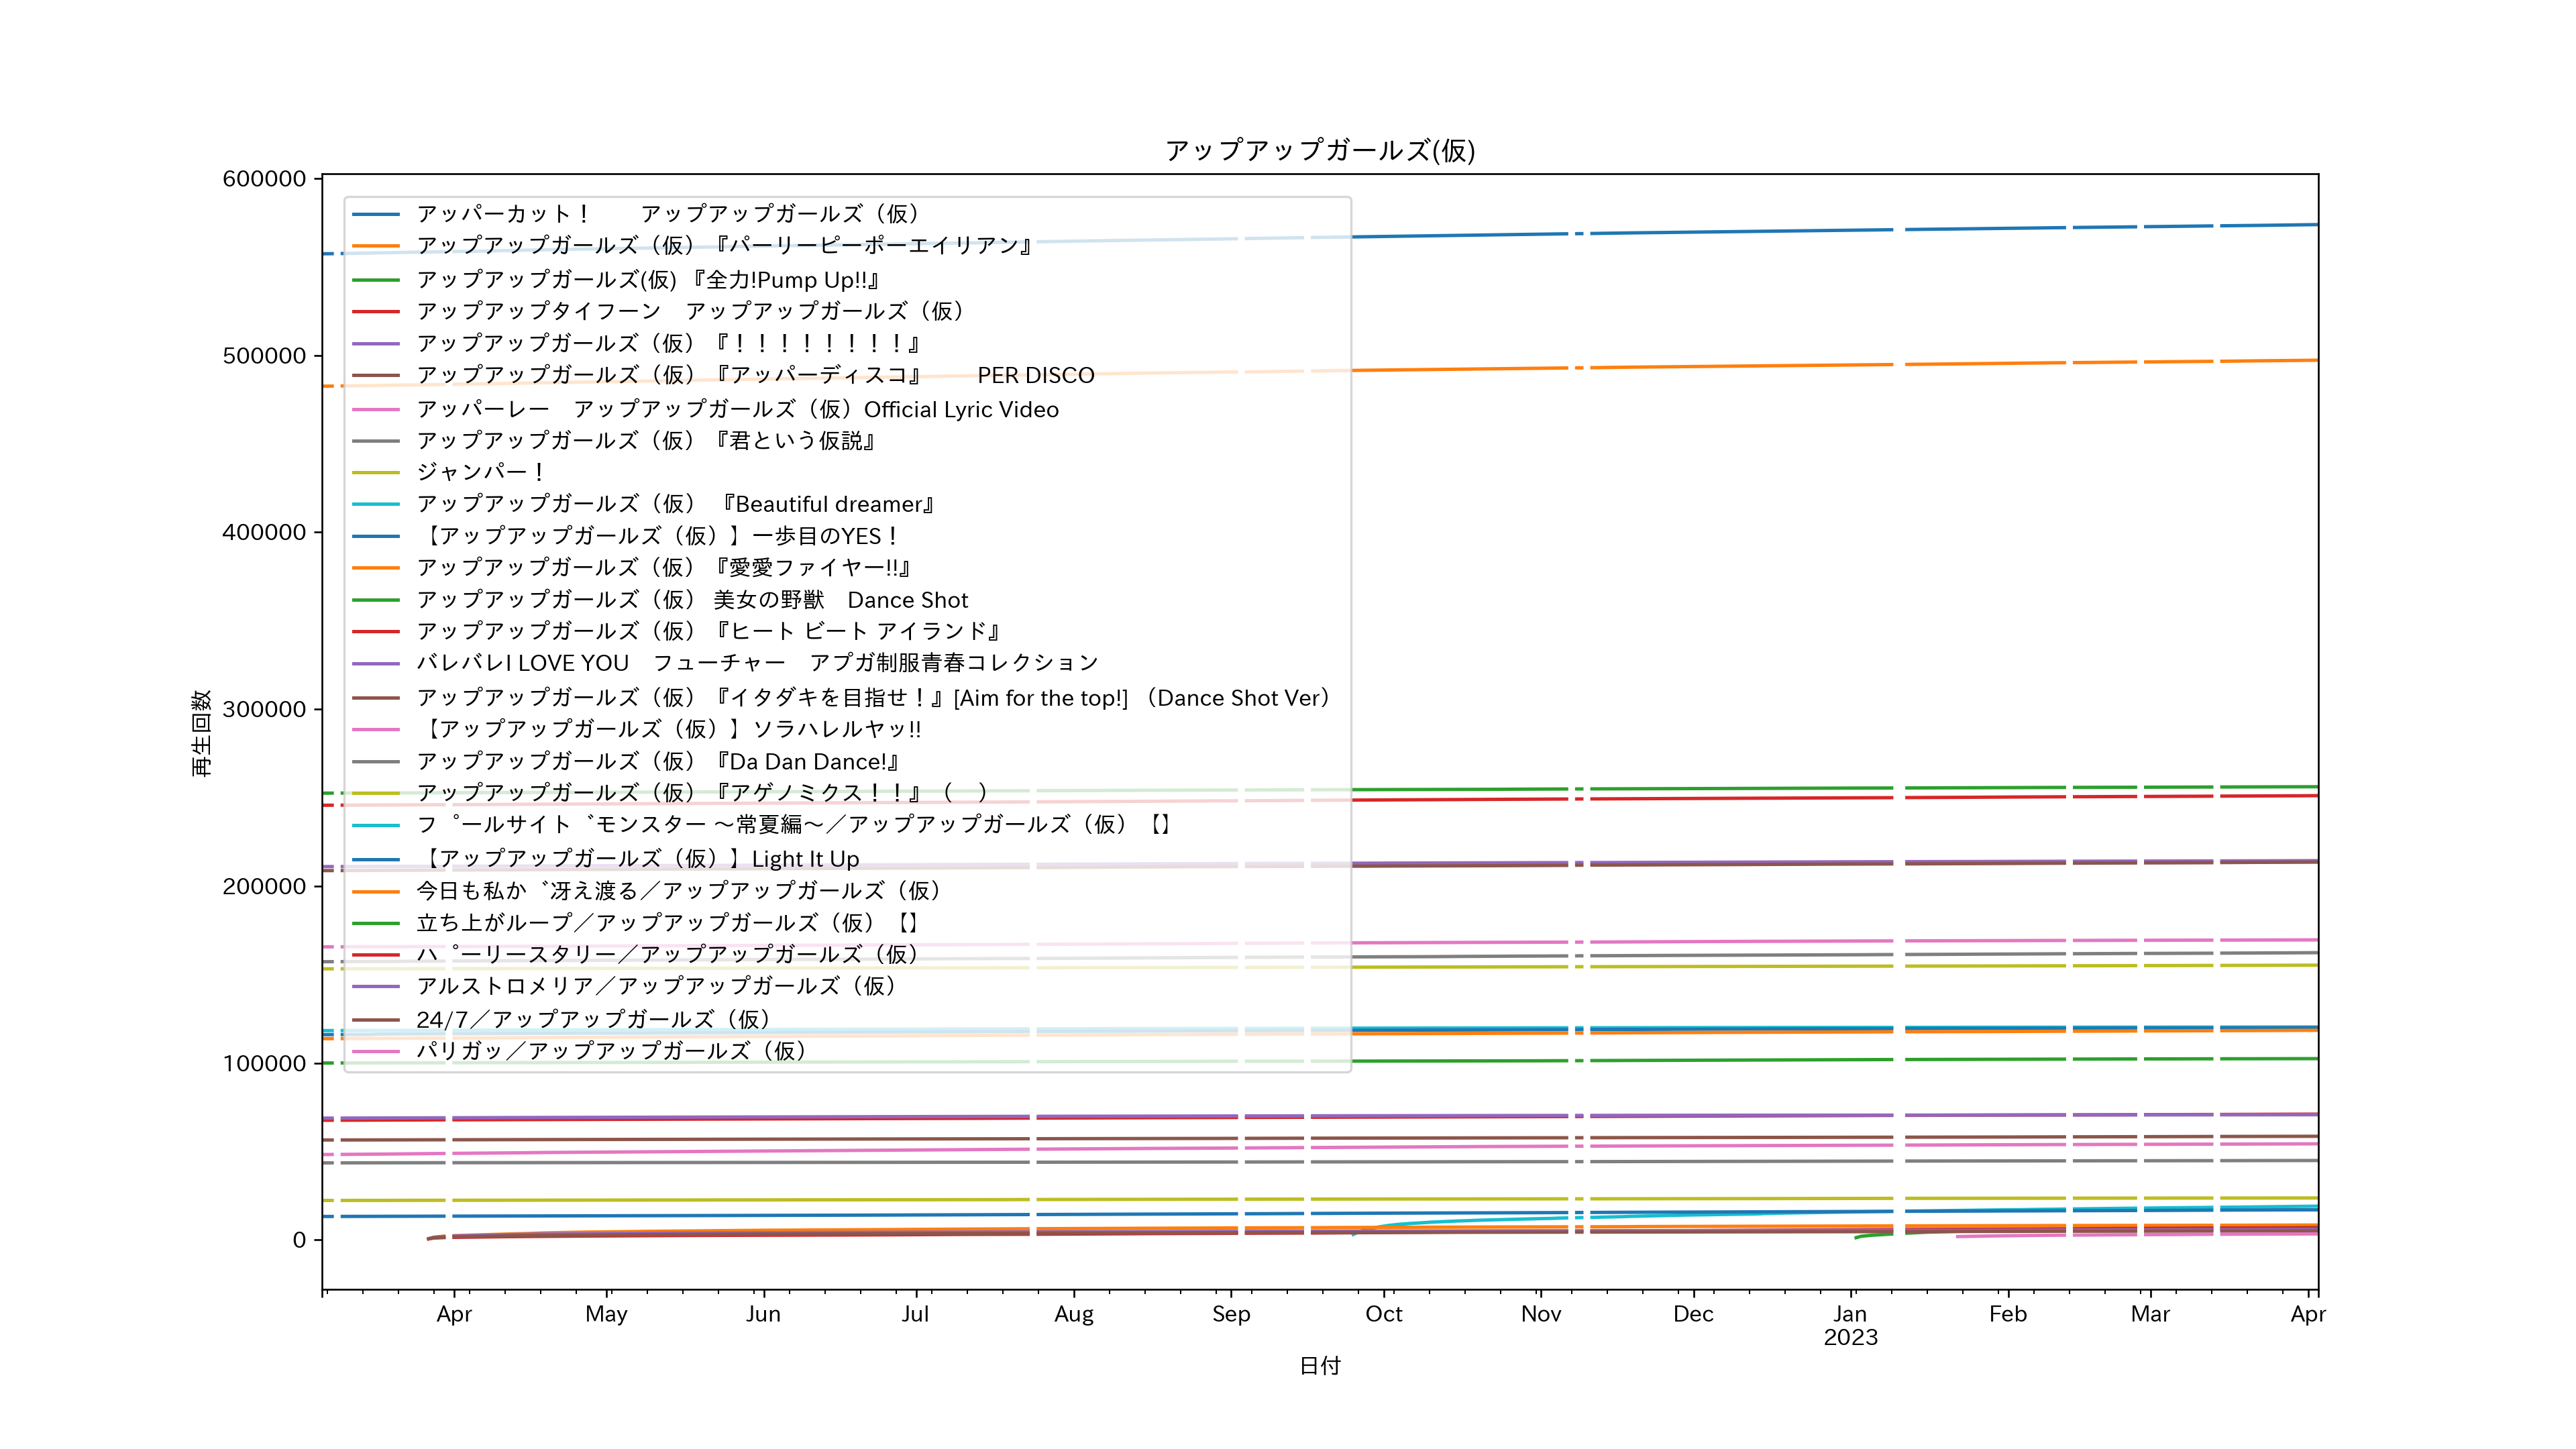 アップアップガールズ(仮)
600000
500000
400000
300000
200000
100000
0
再生回数
アッパーカット！　　アップアップガールズ（仮）
アップアップガールズ（仮）『パーリーピーポーエイリアン』
アップアップガールズ(仮) 『全力!Pump Up!!』
アップアップタイフーン　アップアップガールズ（仮）
アップアップガールズ（仮）『！！！！！！！！』
アップアップガールズ（仮）『アッパーディスコ』　　PER DISCO
アッパーレー　アップアップガールズ（仮）Official Lyric Video
アップアップガールズ（仮）『君という仮説』
ジャンパー！
アップアップガールズ（仮） 『Beautiful dreamer』
【アップアップガールズ（仮）】一歩目のYES！
アップアップガールズ（仮）『愛愛ファイヤー!!』
アップアップガールズ（仮） 美女の野獣　Dance Shot
アップアップガールズ（仮）『ヒート ビート アイランド』
バレバレI LOVE YOU　フューチャー　アプガ制服青春コレクション
アップアップガールズ（仮）『イタダキを目指せ！』[Aim for the top!] （Dance Shot Ver）
【アップアップガールズ（仮）】ソラハレルヤッ!!
アップアップガールズ（仮）『Da Dan Dance!』
アップアップガールズ（仮）『アゲノミクス！！』（　）
フ゜ールサイト゛モンスター 〜常夏編〜／アップアップガールズ（仮）【】
【アップアップガールズ（仮）】Light It Up
今日も私か゛冴え渡る／アップアップガールズ（仮）
立ち上がループ／アップアップガールズ（仮）【】
ハ゜ーリースタリー／アップアップガールズ（仮）
アルストロメリア／アップアップガールズ（仮）
24/7／アップアップガールズ（仮）
パリガッ／アップアップガールズ（仮）
Apr May Jun Jul Aug Sep Oct Nov Dec Jan Feb Mar Apr
2023
日付